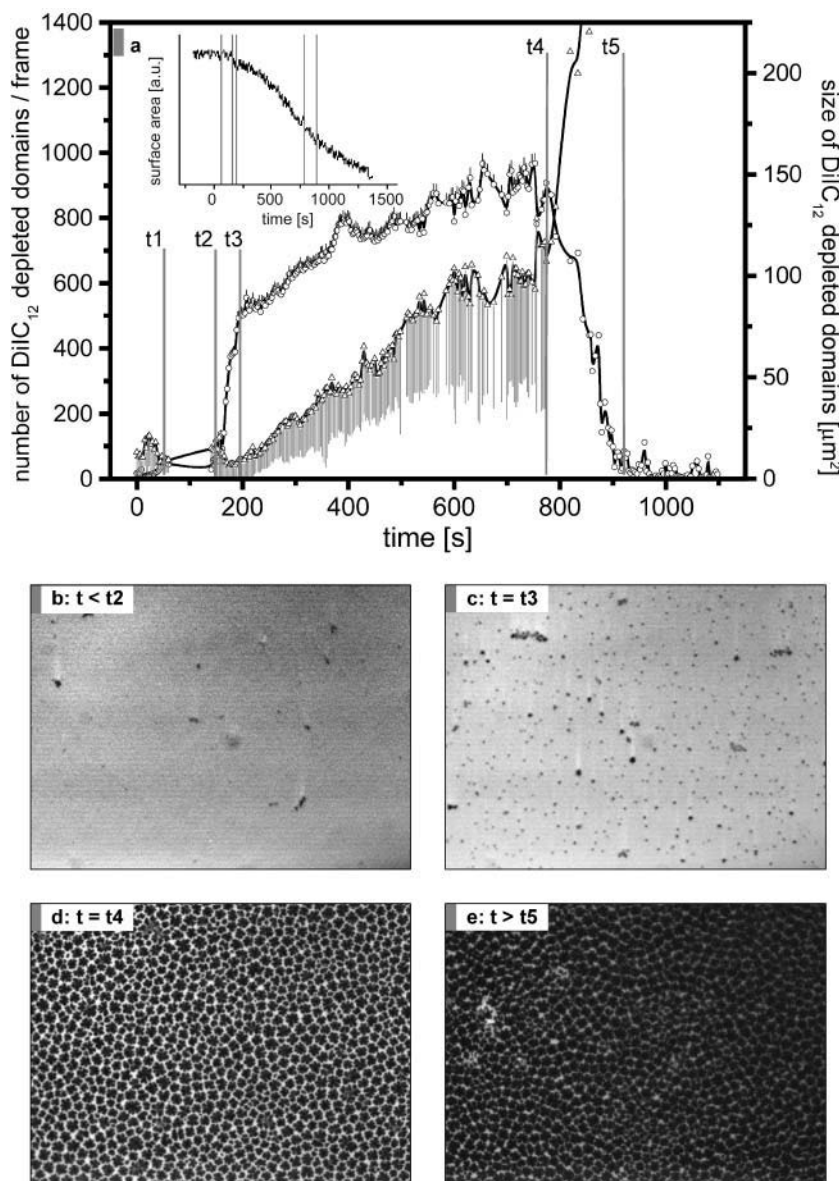 a
number of DiIC12 depleted domains / frame
1400
1200
1000
800
600
400
200
0
surface area [a.u.]
0 500 1000 1500
time [s]
t1 t2 t3 t4 t5
200
150
100
50
0
size of DiIC12 depleted domains [µm²]
0 200 400 600 800 1000
time [s]
b: t < t2
c: t = t3
d: t = t4
e: t > t5